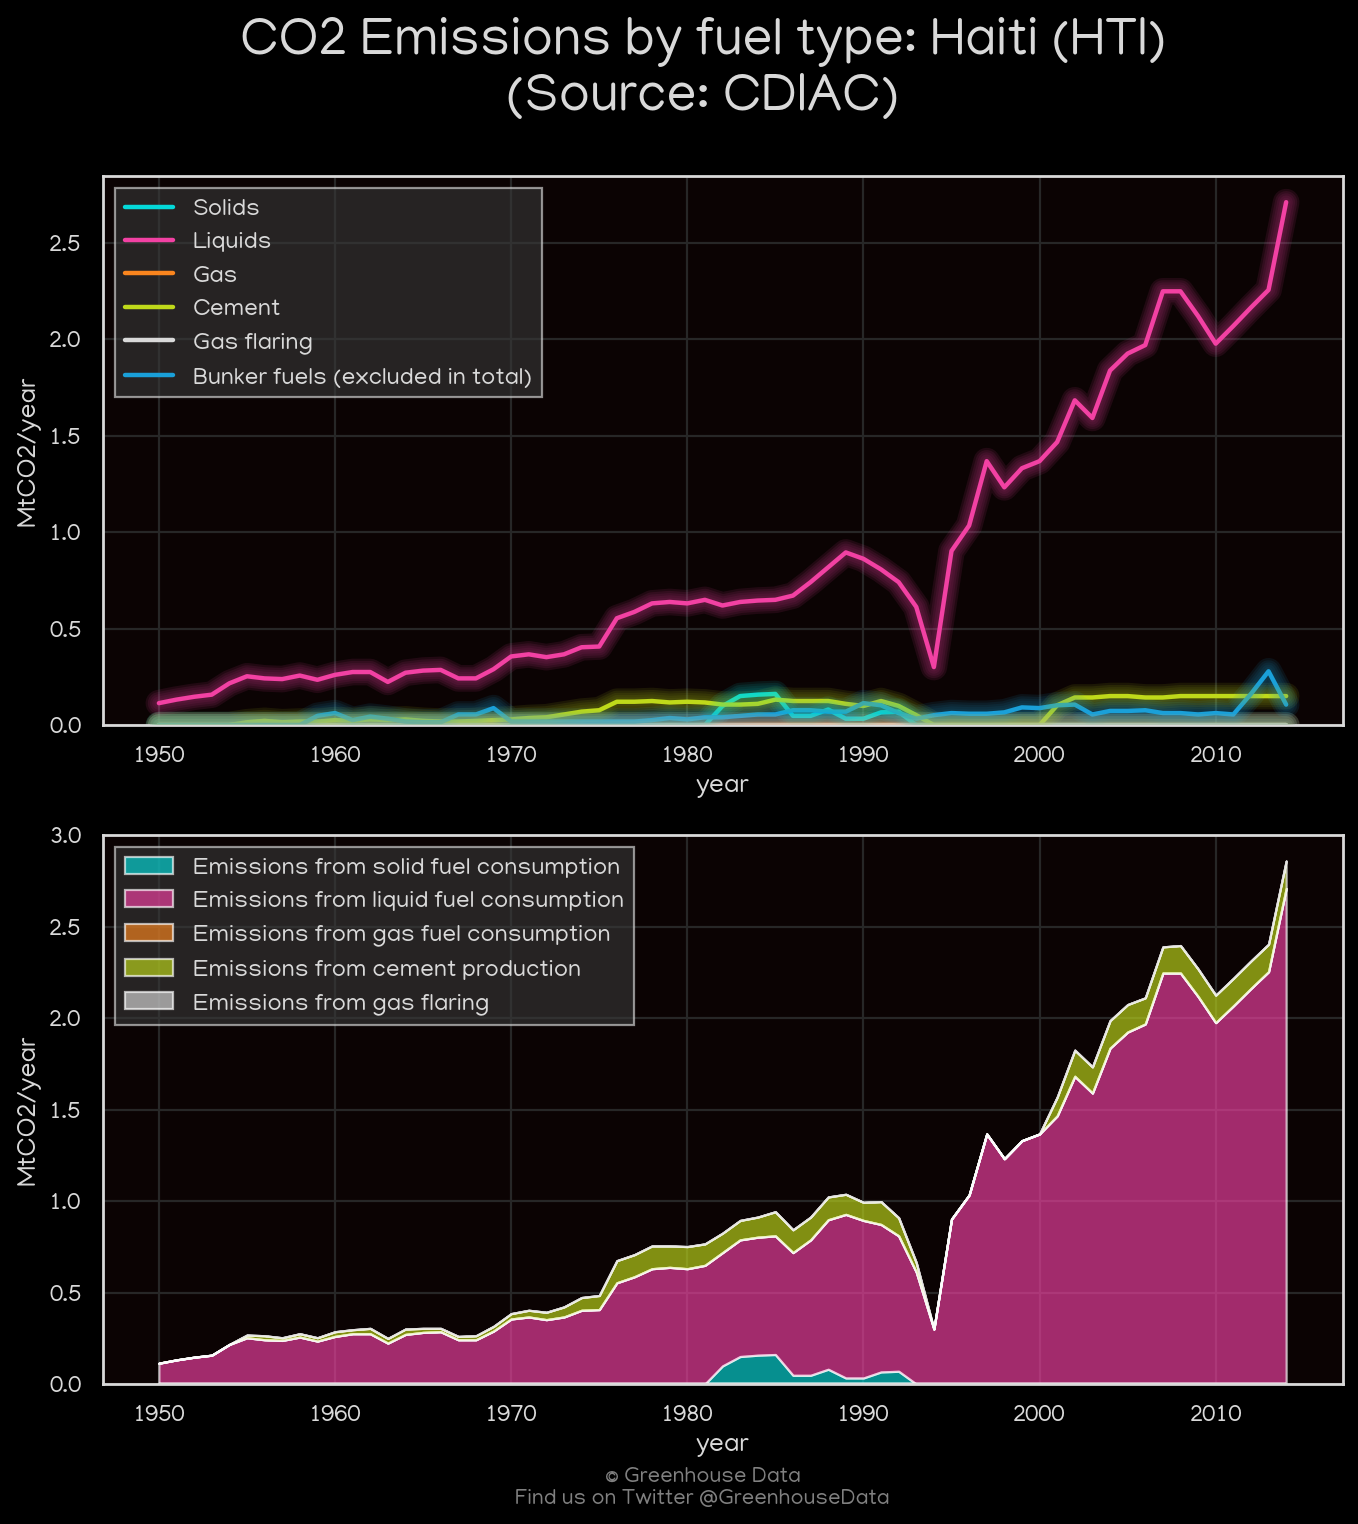 CO2 Emissions by fuel type: Haiti (HTI)
(Source: CDIAC)
Solids
Liquids
Gas
Cement
Gas flaring
Bunker fuels (excluded in total)
MtCO2/year
2.5
2.0
1.5
1.0
0.5
0.0
1950 1960 1970 1980 1990 2000 2010
year
Emissions from solid fuel consumption
Emissions from liquid fuel consumption
Emissions from gas fuel consumption
Emissions from cement production
Emissions from gas flaring
MtCO2/year
3.0
2.5
2.0
1.5
1.0
0.5
0.0
1950 1960 1970 1980 1990 2000 2010
year
© Greenhouse Data
Find us on Twitter @GreenhouseData